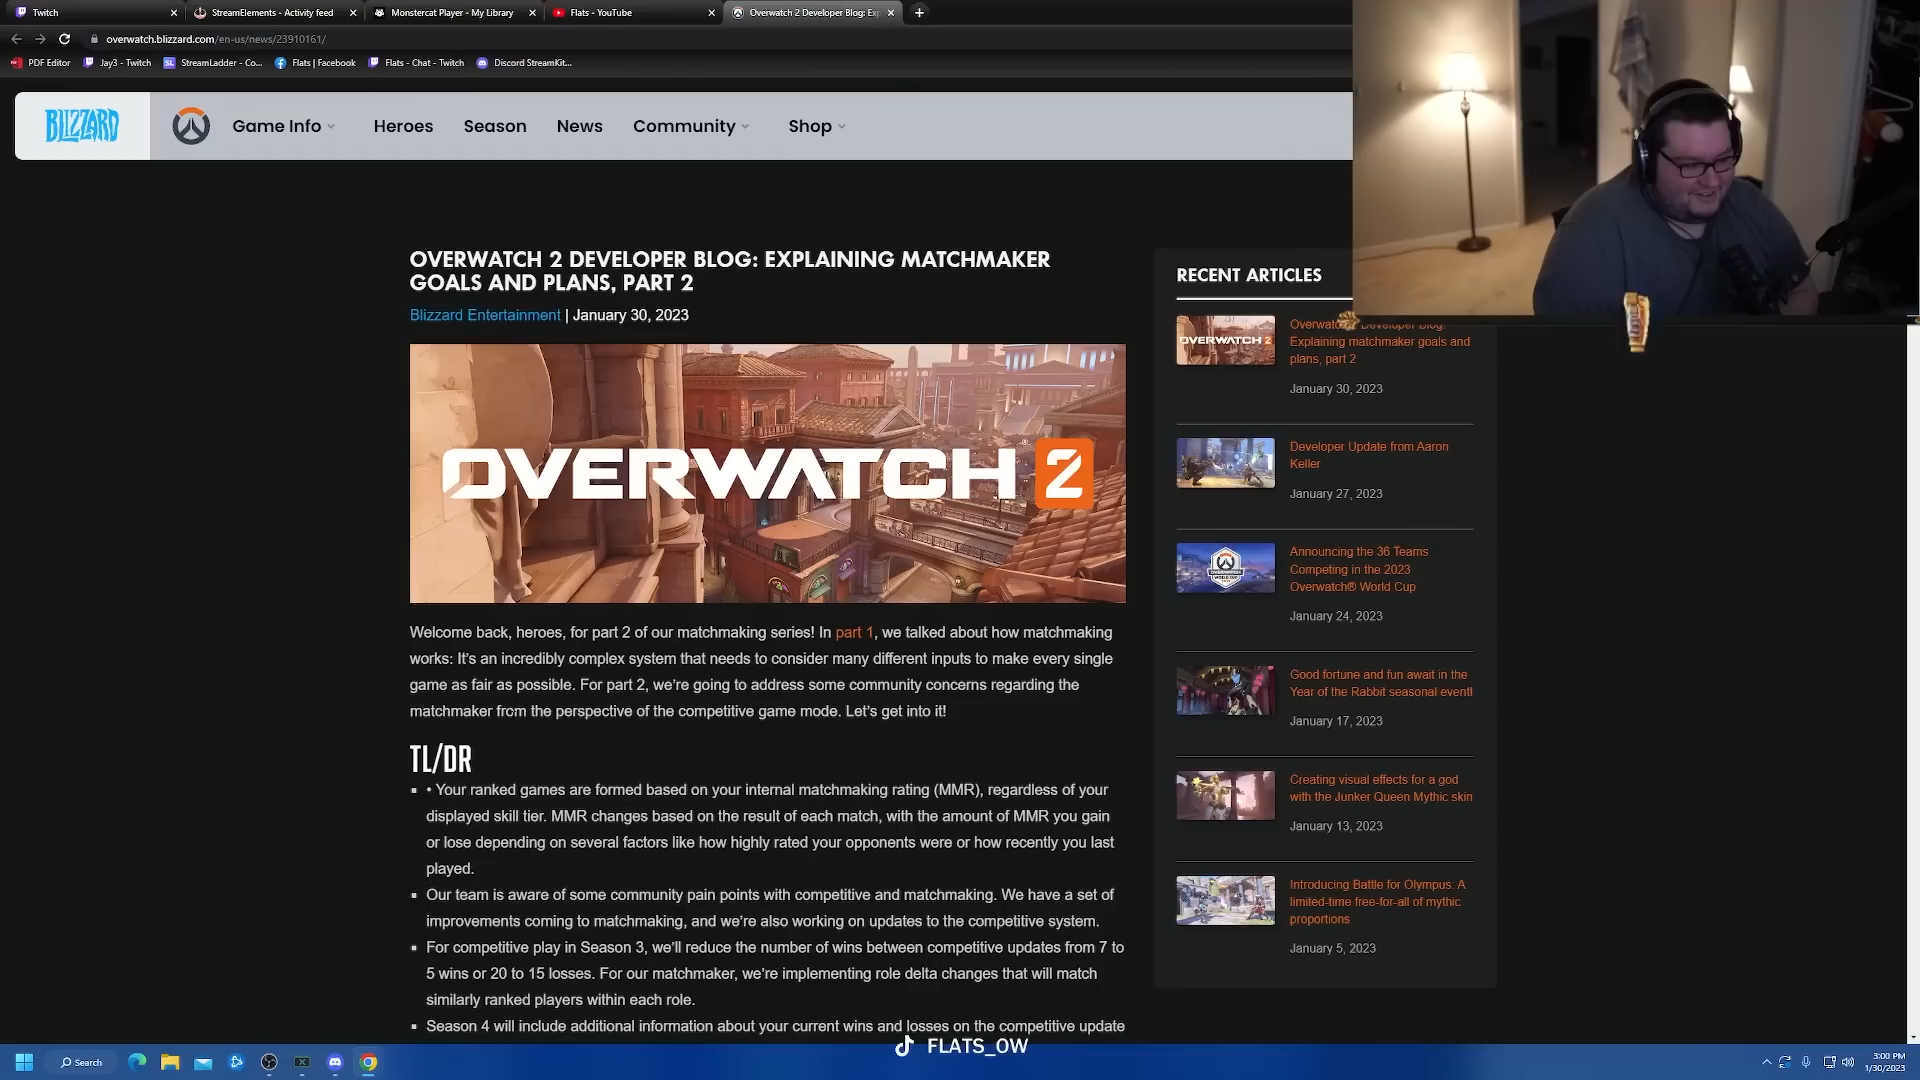 Twitch
StreamElements - Activity feed
Monstercat Player - My Library
Flats - YouTube
Overwatch 2 Developer Blog: Ex
overwatch.blizzard.com/en-us/news/23910161/
PDF Editor
Jay3 - Twitch
SL StreamLadder - Co...
Flats | Facebook
Flats - Chat - Twitch
Discord StreamKit...
BLIZZARD
Game Info
Heroes
Season
News
Community
Shop
OVERWATCH 2 DEVELOPER BLOG: EXPLAINING MATCHMAKER
GOALS AND PLANS, PART 2
Blizzard Entertainment | January 30, 2023
OVERWATCH 2
Welcome back, heroes, for part 2 of our matchmaking series! In part 1, we talked about how matchmaking
works: It's an incredibly complex system that needs to consider many different inputs to make every single
game as fair as possible. For part 2, we're going to address some community concerns regarding the
matchmaker from the perspective of the competitive game mode. Let's get into it!
TL/DR
• Your ranked games are formed based on your internal matchmaking rating (MMR), regardless of your
displayed skill tier. MMR changes based on the result of each match, with the amount of MMR you gain
or lose depending on several factors like how highly rated your opponents were or how recently you last
played.
Our team is aware of some community pain points with competitive and matchmaking. We have a set of
improvements coming to matchmaking, and we're also working on updates to the competitive system.
For competitive play in Season 3, we'll reduce the number of wins between competitive updates from 7 to
5 wins or 20 to 15 losses. For our matchmaker, we're implementing role delta changes that will match
similarly ranked players within each role.
Season 4 will include additional information about your current wins and losses on the competitive update
RECENT ARTICLES
OVERWATCH 2
Developer Blog:
Explaining matchmaker goals and
plans, part 2
January 30, 2023
Developer Update from Aaron
Keller
January 27, 2023
Announcing the 36 Teams
Competing in the 2023
Overwatch® World Cup
January 24, 2023
Good fortune and fun await in the
Year of the Rabbit seasonal event!
January 17, 2023
Creating visual effects for a god
with the Junker Queen Mythic skin
January 13, 2023
Introducing Battle for Olympus: A
limited-time free-for-all of mythic
proportions
January 5, 2023
FLATS_OW
Search
3:00 PM
1/30/2023